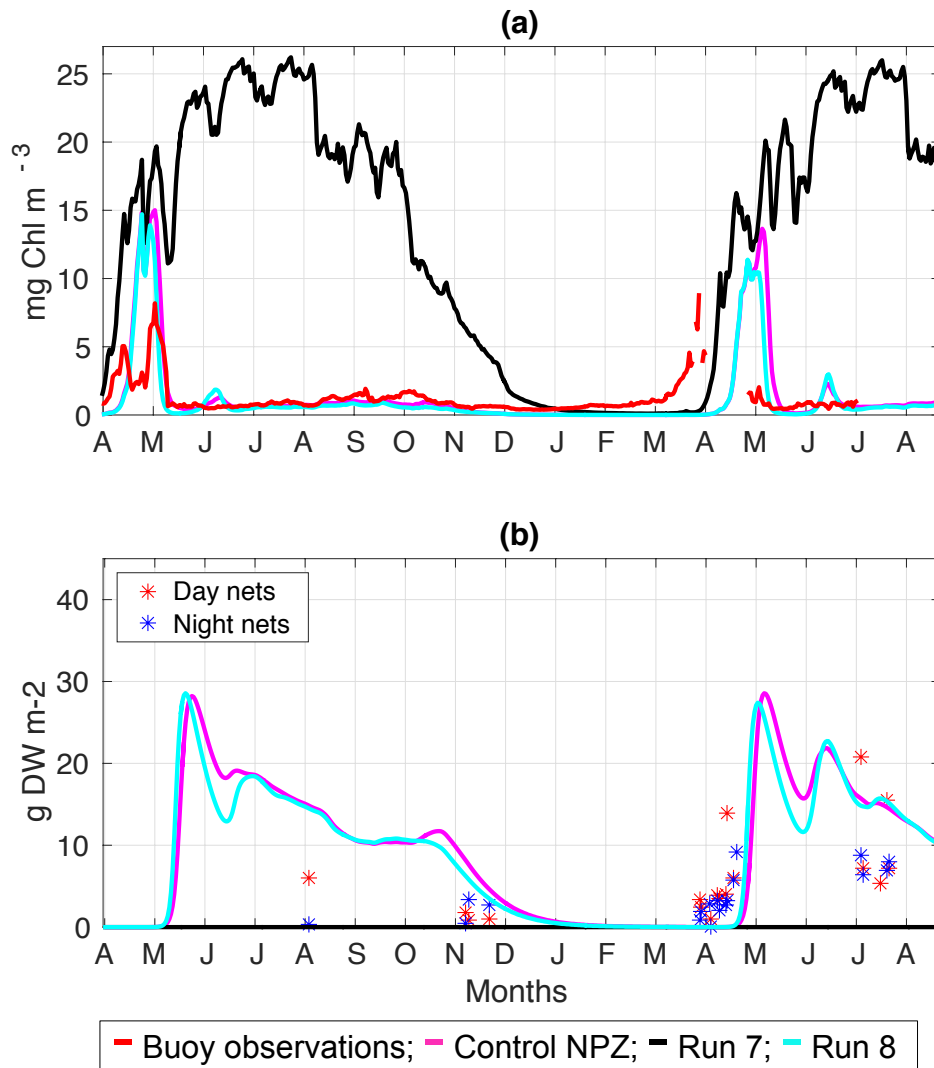 (a)
mg Chl m ⁻ ³
25
20
15
10
5
0
A M J J A S O N D J F M A M J J A
(b)
g DW m-2
40
30
20
10
0
Day nets
Night nets
A M J J A S O N D J F M A M J J A
Months
Buoy observations; Control NPZ; Run 7; Run 8